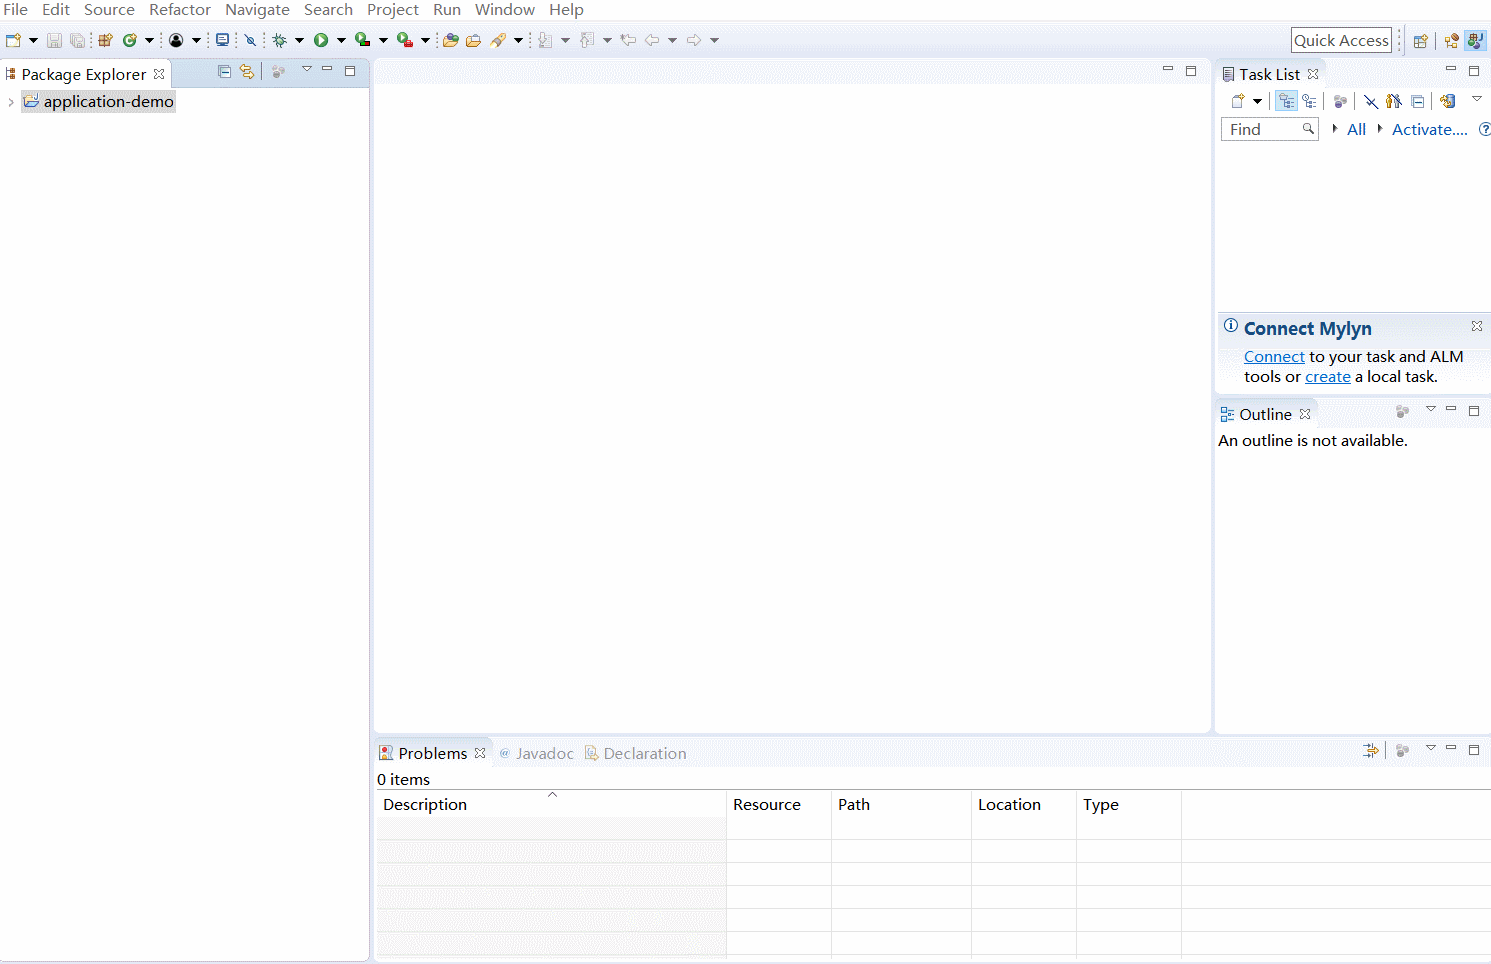 File Edit Source Refactor Navigate Search Project Run Window Help
Quick Access
Package Explorer
application-demo
Task List
Find All Activate....
Connect Mylyn
Connect to your task and ALM
tools or create a local task.
Outline
An outline is not available.
Problems @ Javadoc Declaration
0 items
Description Resource Path Location Type